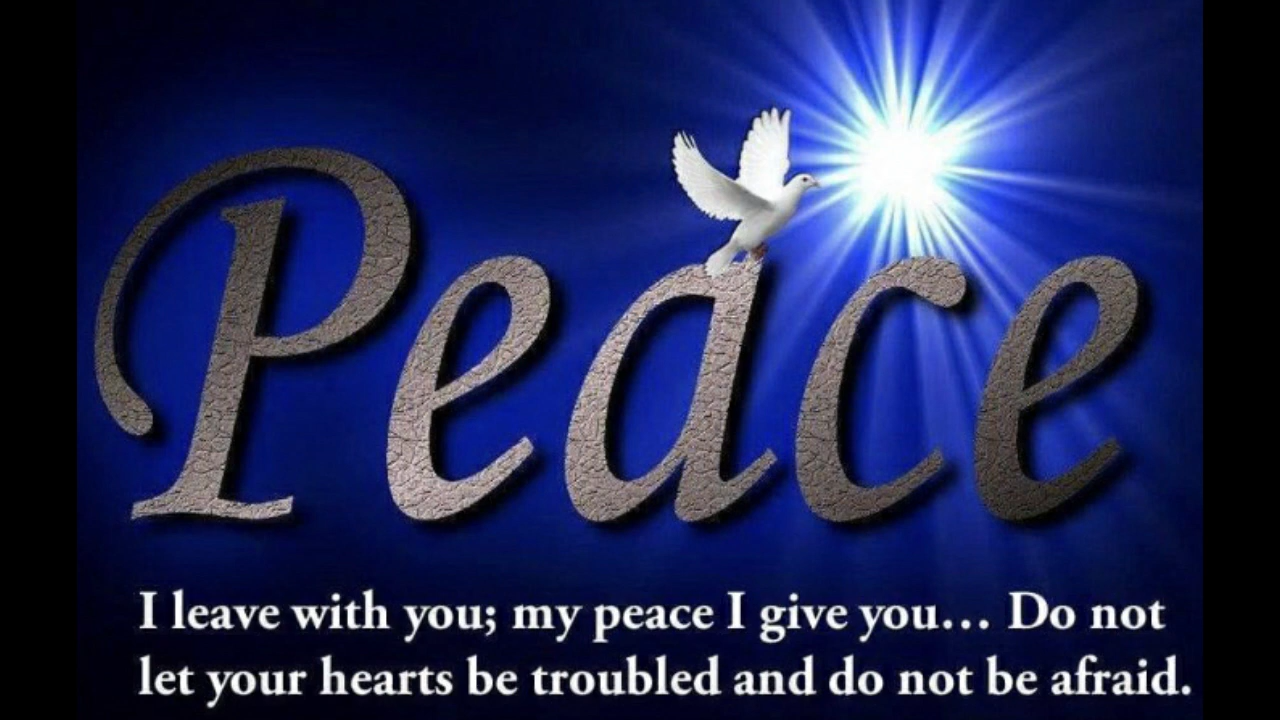 Peace
I leave with you; my peace I give you... Do not
let your hearts be troubled and do not be afraid.